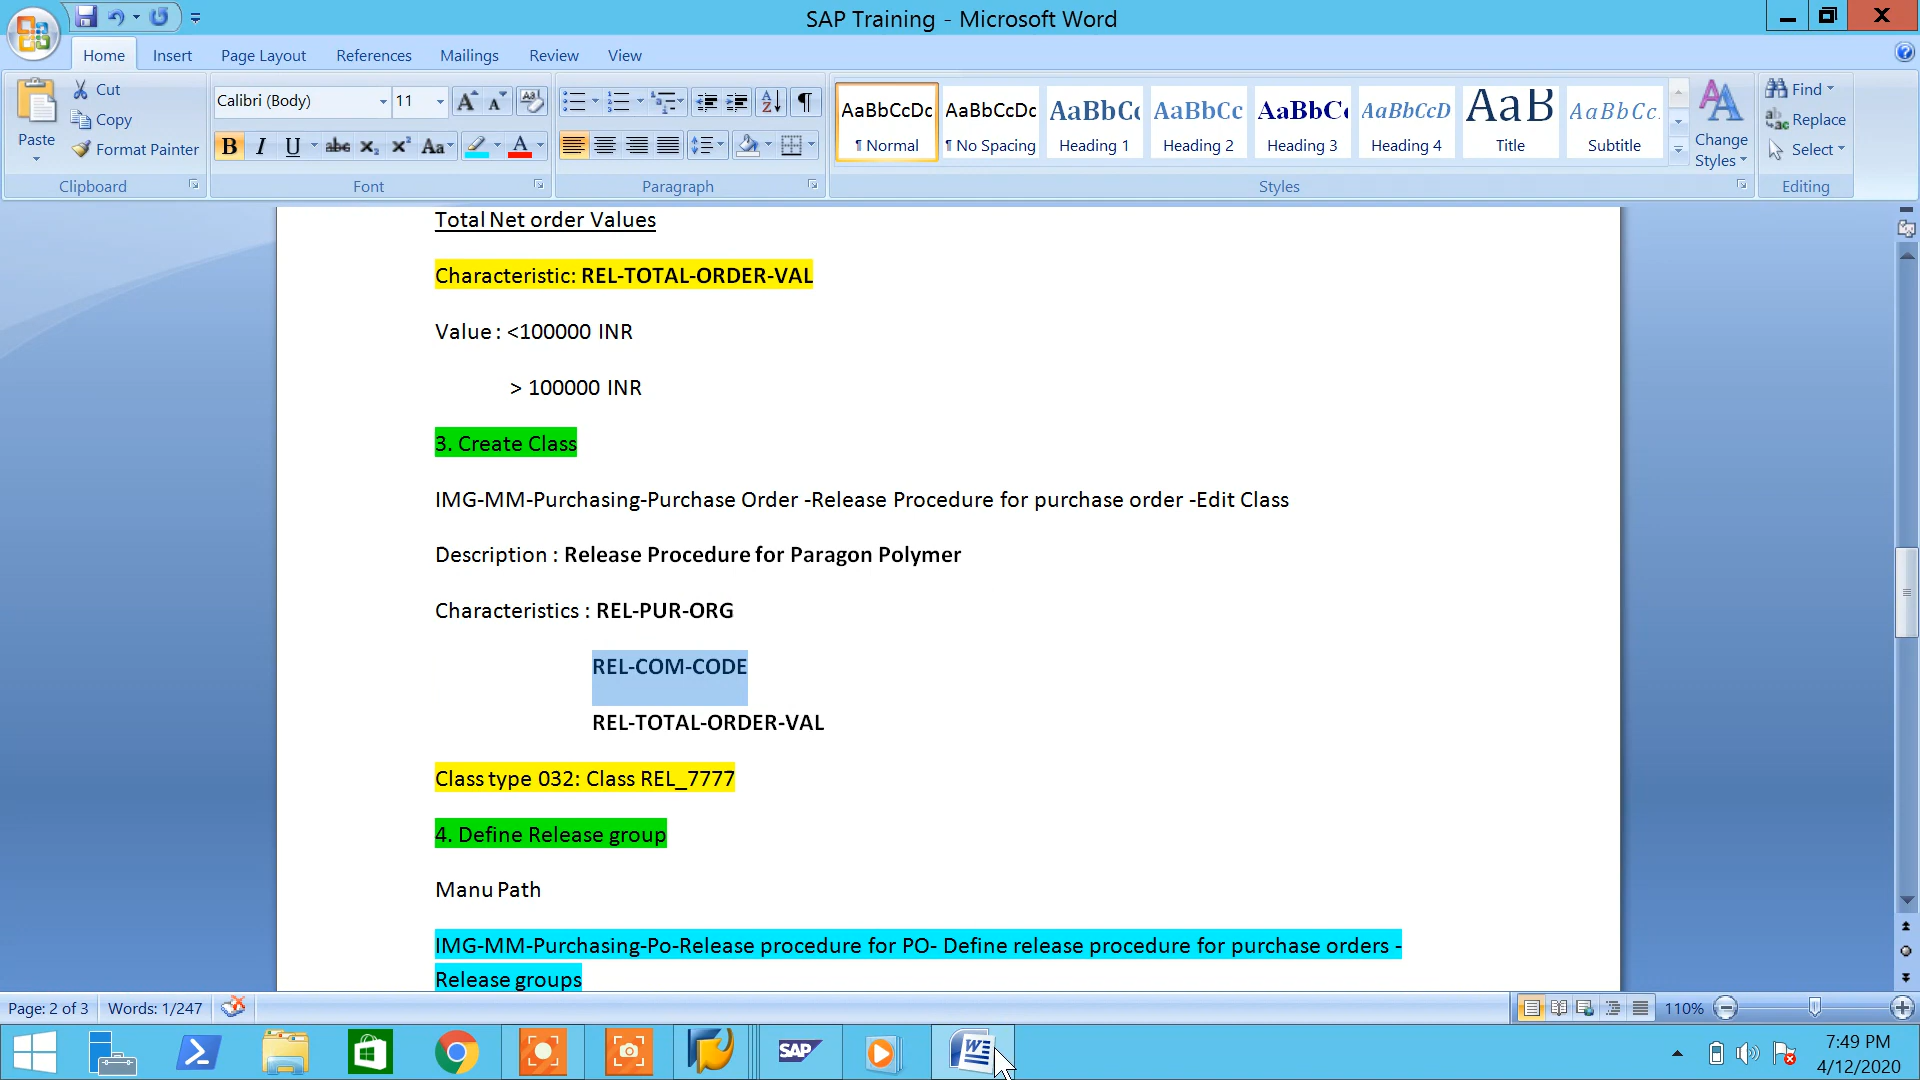 SAP Training - Microsoft Word
Home Insert Page Layout References Mailings Review View
Paste
Cut
Copy
Format Painter
Clipboard
Calibri (Body) 11
B I U abe X₂ X² Aa A
Font
Paragraph
AaBbCcDc AaBbCcDc AaBbCc AaBbCc AaBbCc AaBbCcD AaB AaBbCc.
¶ Normal ¶ No Spacing Heading 1 Heading 2 Heading 3 Heading 4 Title Subtitle
Change Styles
Styles
Find
Replace
Select
Editing
Total Net order Values
Characteristic: REL-TOTAL-ORDER-VAL
Value : <100000 INR
> 100000 INR
3. Create Class
IMG-MM-Purchasing-Purchase Order -Release Procedure for purchase order -Edit Class
Description : Release Procedure for Paragon Polymer
Characteristics : REL-PUR-ORG
REL-COM-CODE
REL-TOTAL-ORDER-VAL
Class type 032: Class REL_7777
4. Define Release group
Manu Path
IMG-MM-Purchasing-Po-Release procedure for PO- Define release procedure for purchase orders -
Release groups
Page: 2 of 3 Words: 1/247 110%
SAP
7:49 PM
4/12/2020